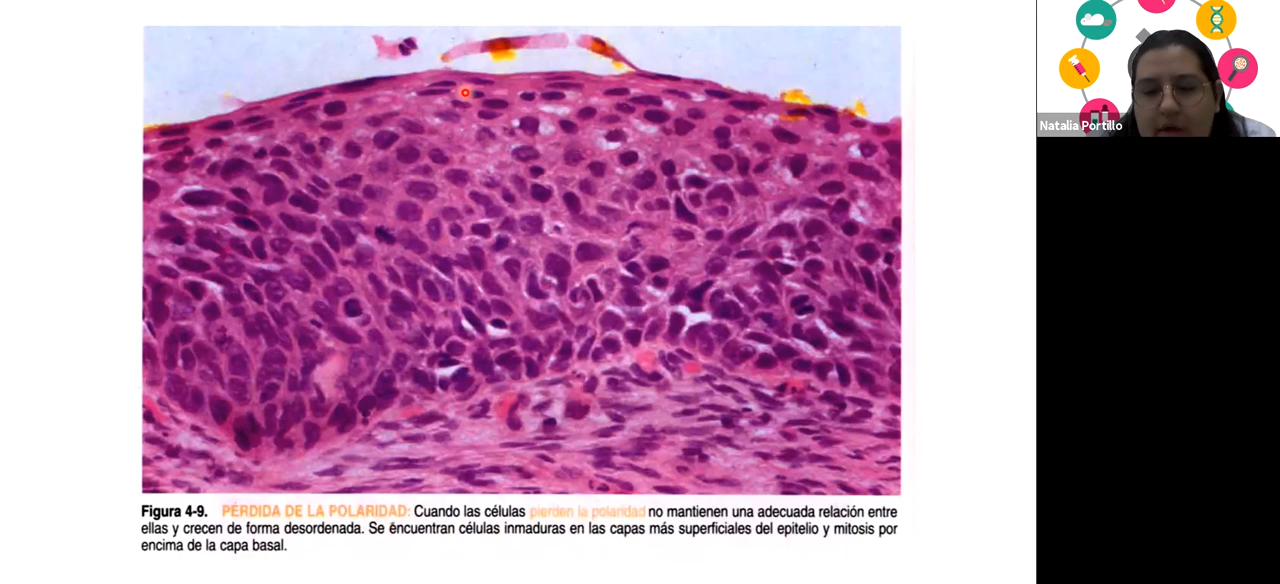 Natalia Portillo
Figura 4-9. PÉRDIDA DE LA POLARIDAD: Cuando las células pierden la polaridad no mantienen una adecuada relación entre
ellas y crecen de forma desordenada. Se encuentran células inmaduras en las capas más superficiales del epitelio y mitosis por
encima de la capa basal.